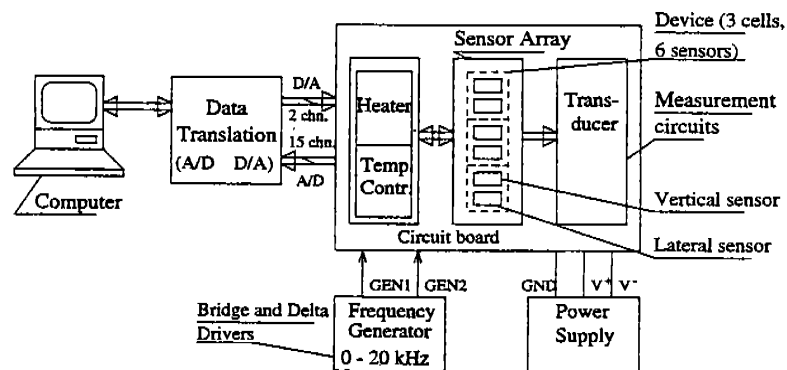 Device (3 cells,
6 sensors)
Sensor Array
D/A
2 chn.
15 chn.
A/D
Data
Translation
(A/D D/A)
Heater
Temp
Contr.
Trans-
ducer
Measurement
circuits
Computer
Vertical sensor
Lateral sensor
Circuit board
GEN1
GEN2
GND
V+
V-
Bridge and Delta
Drivers
Frequency
Generator
0 - 20 kHz
Power
Supply